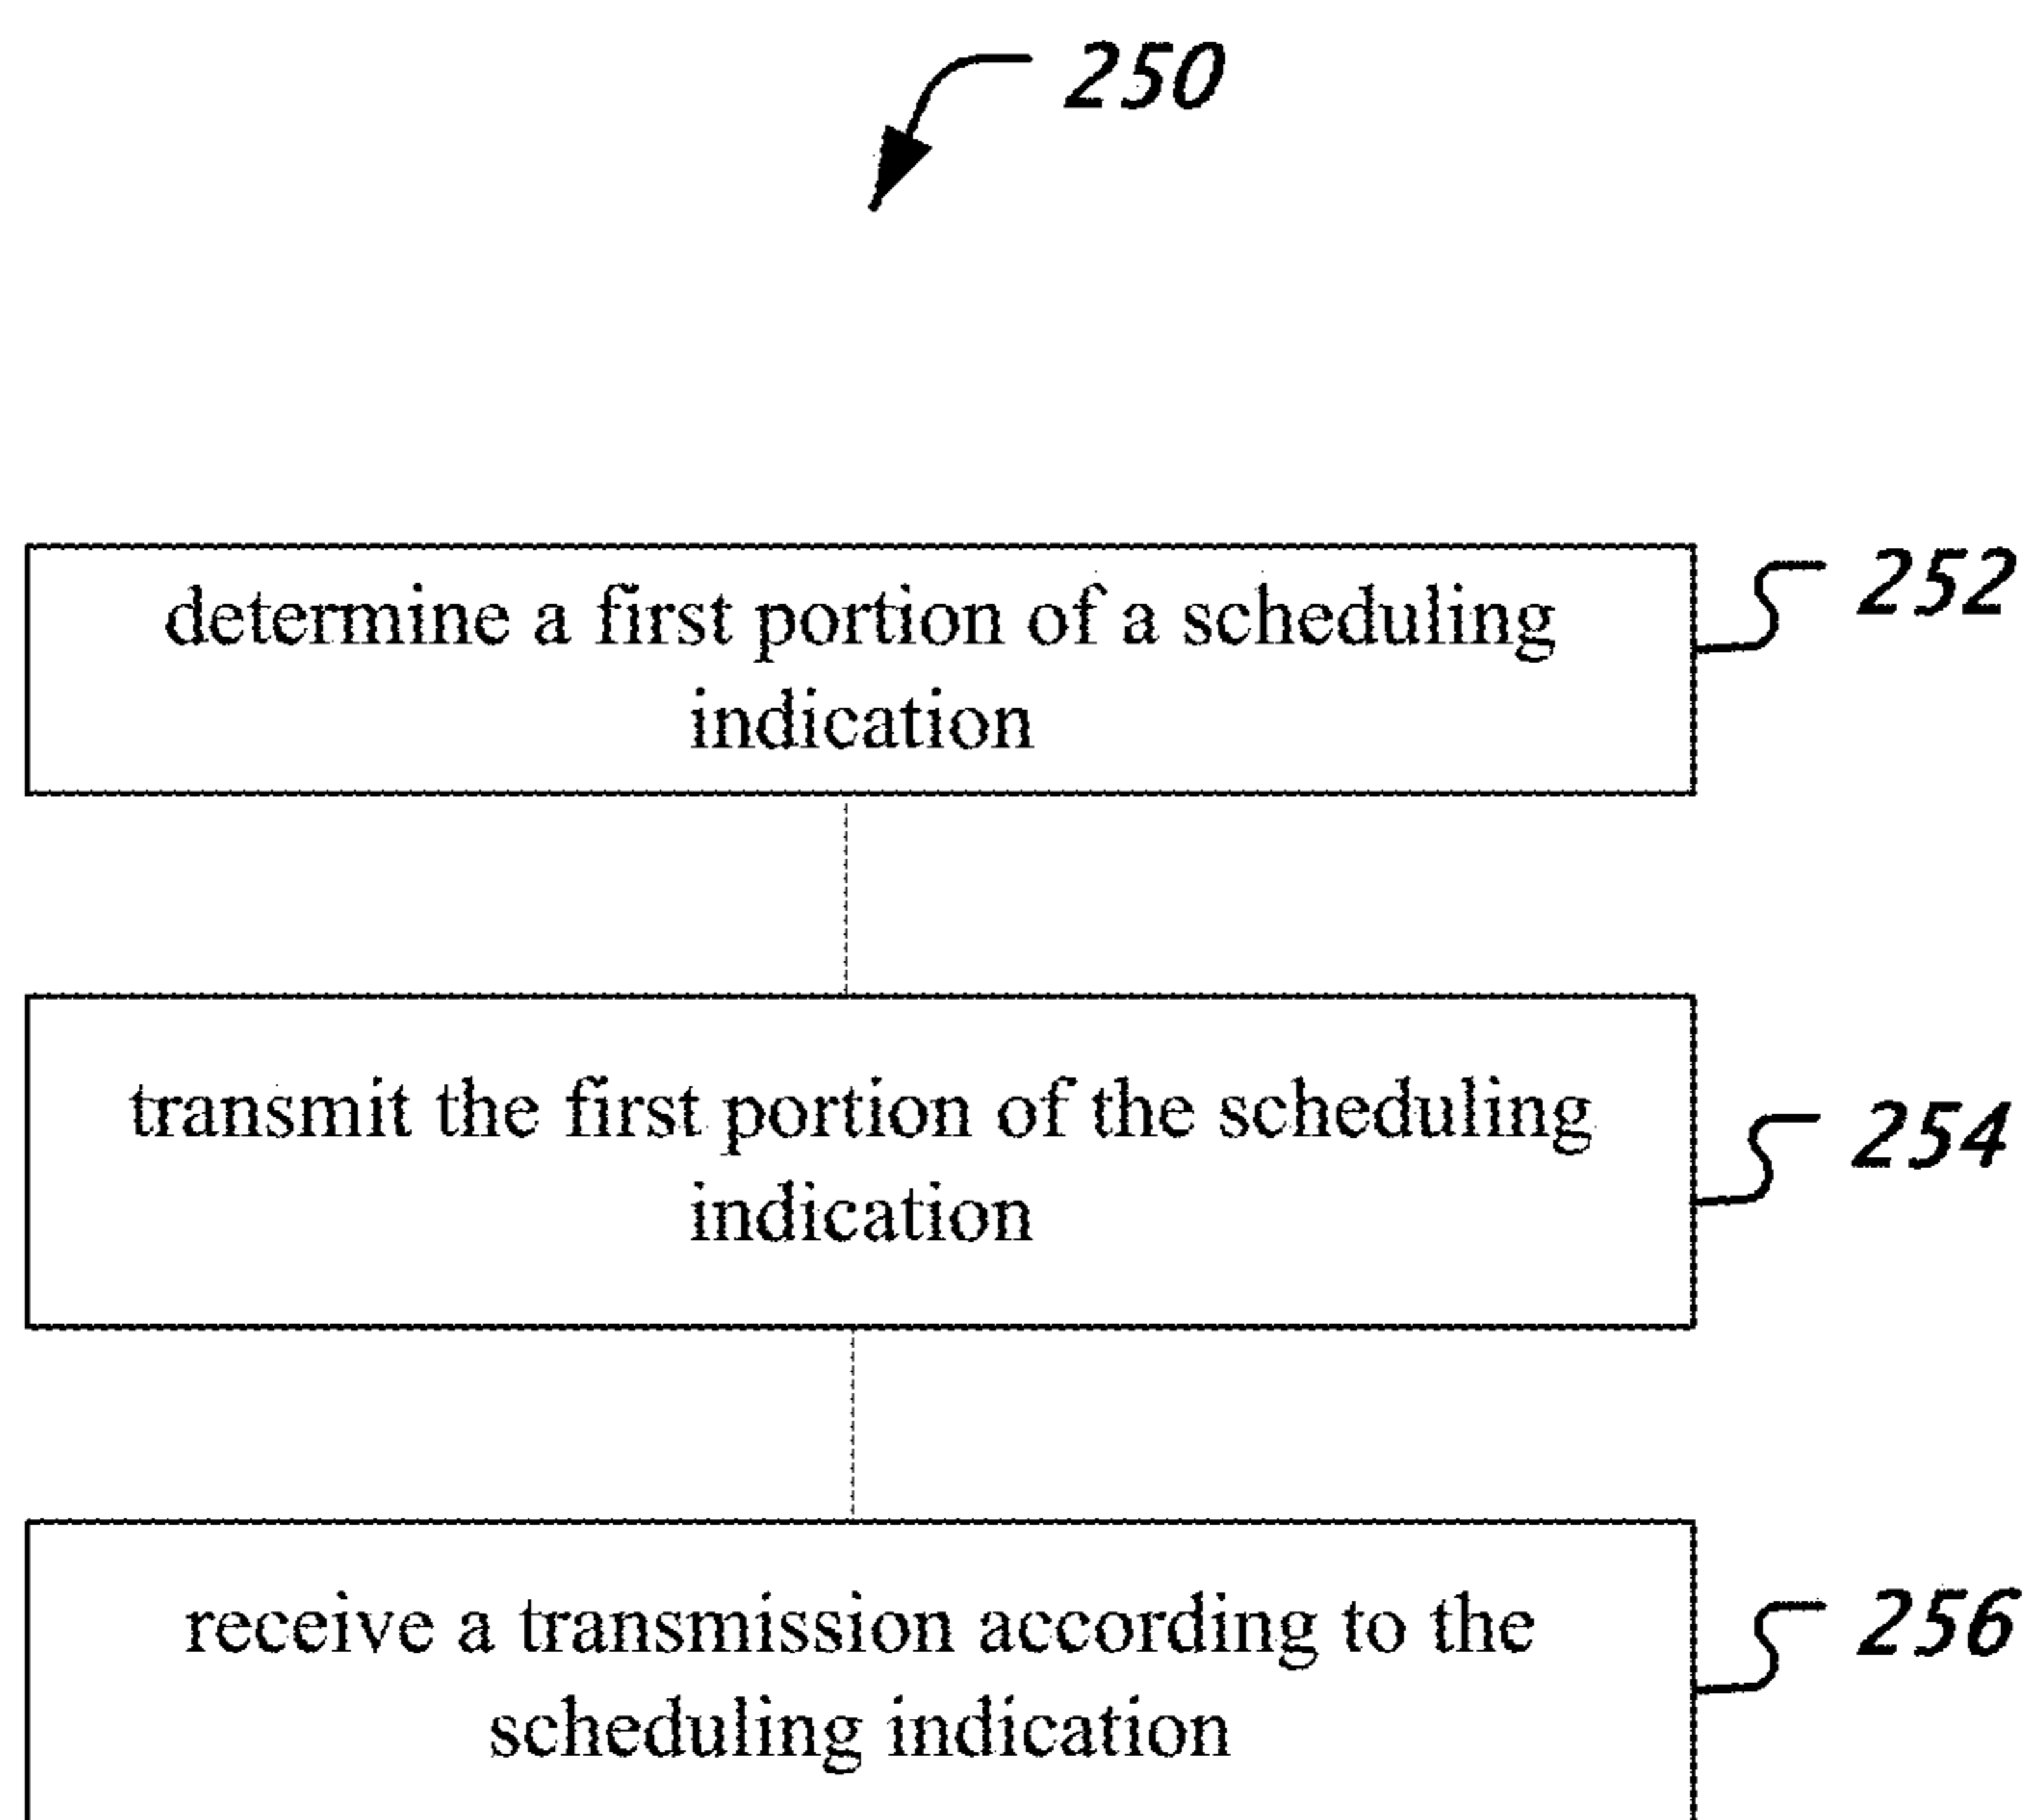 250
determine a first portion of a scheduling
indication
252
transmit the first portion of the scheduling
indication
254
receive a transmission according to the
scheduling indication
256